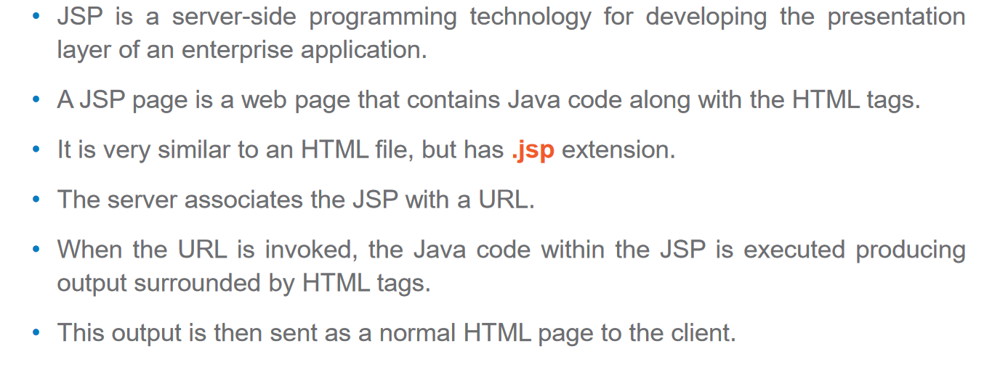 • JSP is a server-side programming technology for developing the presentation
layer of an enterprise application.
• A JSP page is a web page that contains Java code along with the HTML tags.
• It is very similar to an HTML file, but has .jsp extension.
• The server associates the JSP with a URL.
• When the URL is invoked, the Java code within the JSP is executed producing
output surrounded by HTML tags.
• This output is then sent as a normal HTML page to the client.